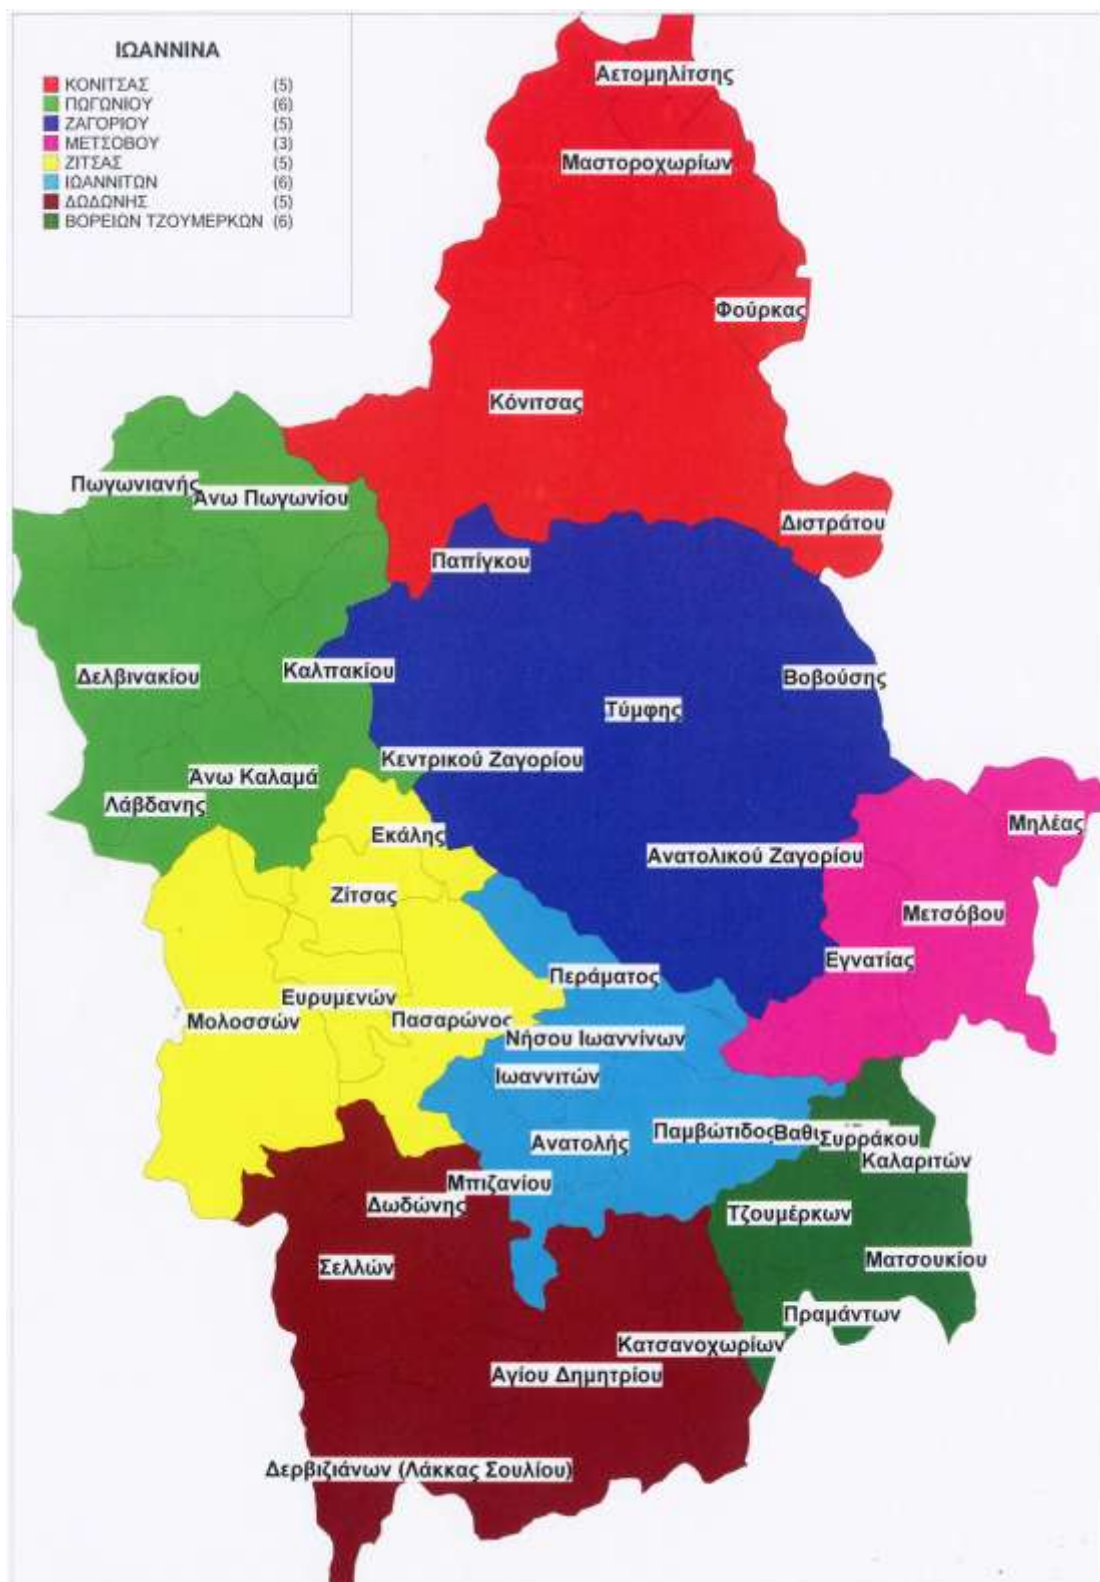 ΙΩΑΝΝΙΝΑ
ΚΟΝΙΤΣΑΣ (5)
ΠΩΓΩΝΙΟΥ (6)
ΖΑΓΟΡΙΟΥ (5)
ΜΕΤΣΟΒΟΥ (3)
ΖΙΤΣΑΣ (5)
ΙΩΑΝΝΙΤΩΝ (6)
ΔΩΔΩΝΗΣ (5)
ΒΟΡΕΙΩΝ ΤΖΟΥΜΕΡΚΩΝ (6)
Αετομηλίτσης
Μαστοροχωρίων
Φούρκας
Κόνιτσας
Πωγωνιανής
Άνω Πωγωνίου
Διστράτου
Παπίγκου
Δελβινακίου
Καλπακίου
Βοβούσης
Τύμφης
Κεντρικού Ζαγορίου
Άνω Καλαμά
Λάβδανης
Εκάλης
Μηλέας
Ανατολικού Ζαγορίου
Ζίτσας
Μετσόβου
Εγνατίας
Περάματος
Ευρυμενών
Μολοσσών
Πασαρώνος
Νήσου Ιωαννίνων
Ιωαννιτών
Ανατολής
Παμβώτιδος
Συρράκου
Καλαριτών
Μπιζανίου
Δωδώνης
Τζουμέρκων
Σελλών
Ματσουκίου
Πραμάντων
Κατσανοχωρίων
Αγίου Δημητρίου
Δερβιζιάνων (Λάκκας Σουλίου)